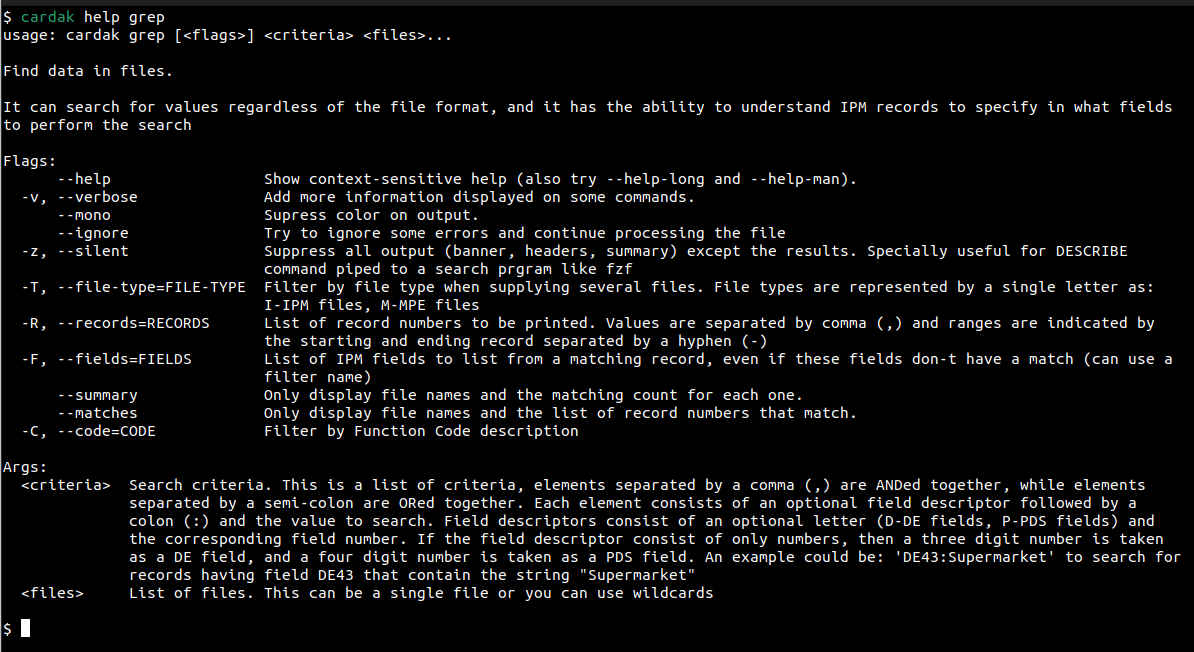 $ cardak help grep
usage: cardak grep [<flags>] <criteria> <files>...
Find data in files.
It can search for values regardless of the file format, and it has the ability to understand IPM records to specify in what fields
to perform the search
Flags:
--help Show context-sensitive help (also try --help-long and --help-man).
-v, --verbose Add more information displayed on some commands.
--mono Supress color on output.
--ignore Try to ignore some errors and continue processing the file
-z, --silent Suppress all output (banner, headers, summary) except the results. Specially useful for DESCRIBE
command piped to a search prgram like fzf
-T, --file-type=FILE-TYPE Filter by file type when supplying several files. File types are represented by a single letter as:
I-IPM files, M-MPE files
-R, --records=RECORDS List of record numbers to be printed. Values are separated by comma (,) and ranges are indicated by
the starting and ending record separated by a hyphen (-)
-F, --fields=FIELDS List of IPM fields to list from a matching record, even if these fields don-t have a match (can use a
filter name)
--summary Only display file names and the matching count for each one.
--matches Only display file names and the list of record numbers that match.
-C, --code=CODE Filter by Function Code description
Args:
<criteria> Search criteria. This is a list of criteria, elements separated by a comma (,) are ANDed together, while elements
separated by a semi-colon are ORed together. Each element consists of an optional field descriptor followed by a
colon (:) and the value to search. Field descriptors consist of an optional letter (D-DE fields, P-PDS fields) and
the corresponding field number. If the field descriptor consist of only numbers, then a three digit number is taken
as a DE field, and a four digit number is taken as a PDS field. An example could be: 'DE43:Supermarket' to search for
records having field DE43 that contain the string "Supermarket"
<files> List of files. This can be a single file or you can use wildcards
$